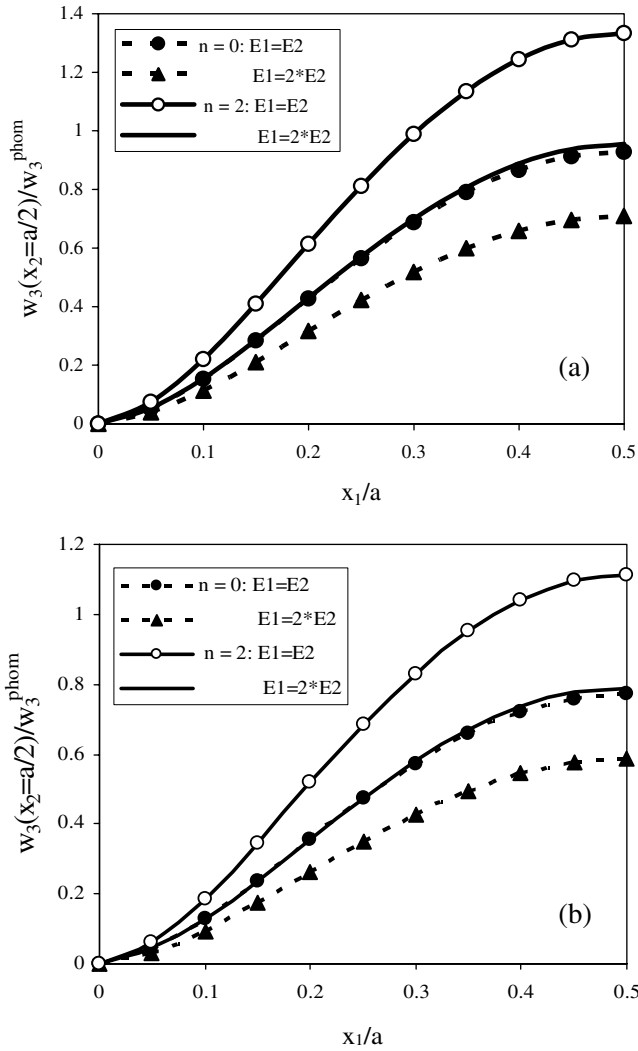 1.4
1.2
1
0.8
0.6
0.4
0.2
0
w₃(x₂=a/2)/w₃^phom
n = 0: E1=E2
E1=2*E2
n = 2: E1=E2
E1=2*E2
(a)
0 0.1 0.2 0.3 0.4 0.5
x₁/a
1.2
1
0.8
0.6
0.4
0.2
0
w₃(x₂=a/2)/w₃^phom
n = 0: E1=E2
E1=2*E2
n = 2: E1=E2
E1=2*E2
(b)
0 0.1 0.2 0.3 0.4 0.5
x₁/a